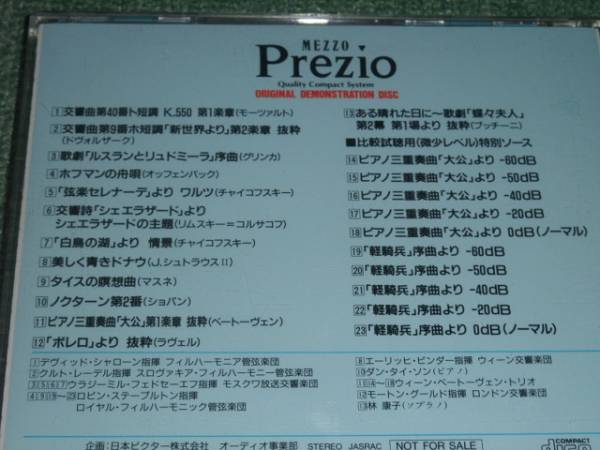 MEZZO
Prezio
Quality Compact System
ORIGINAL DEMONSTRATION DISC
1 交響曲第40番ト短調 K.550 第1楽章(モーツァルト)
2 交響曲第9番ホ短調「新世界より」第2楽章 抜粋
(ドヴォルザーク)
3 歌劇「ルスランとリュドミーラ」序曲(グリンカ)
4 ホフマンの舟唄(オッフェンバック)
5 「弦楽セレナーデ」より ワルツ(チャイコフスキー)
6 交響詩「シェエラザード」より
シェエラザードの主題(リムスキー=コルサコフ)
7 「白鳥の湖」より 情景(チャイコフスキー)
8 美しく青きドナウ(J.シュトラウスII)
9 タイスの瞑想曲(マスネ)
10 ノクターン第2番(ショパン)
11 ピアノ三重奏曲「大公」第1楽章 抜粋(ベートーヴェン)
12 「ボレロ」より 抜粋(ラヴェル)
13 ある晴れた日に〜歌劇「蝶々夫人」
第2幕 第1場より 抜粋(プッチーニ)
■比較試聴用(微少レベル)特別ソース
14 ピアノ三重奏曲「大公」より -60dB
15 ピアノ三重奏曲「大公」より -50dB
16 ピアノ三重奏曲「大公」より -40dB
17 ピアノ三重奏曲「大公」より -20dB
18 ピアノ三重奏曲「大公」より 0dB(ノーマル)
19 「軽騎兵」序曲より -60dB
20 「軽騎兵」序曲より -50dB
21 「軽騎兵」序曲より -40dB
22 「軽騎兵」序曲より -20dB
23 「軽騎兵」序曲より 0dB(ノーマル)
1 デヴィッド・シャローン指揮 フィルハーモニア管弦楽団
2 クルト・レーデル指揮 スロヴァキア・フィルハーモニー管弦楽団
3 5 6 7 ウラジーミル・フェドセーエフ指揮 モスクワ放送交響楽団
4 9 19〜23 ロビン・ステープルトン指揮
ロイヤル・フィルハーモニック管弦楽団
8 エーリッヒ・ビンダー指揮 ウィーン交響楽団
10 ダン・タイ・ソン(ピアノ)
11 14〜18 ウィーン・ベートーヴェン・トリオ
12 モートン・グールド指揮 ロンドン交響楽団
13 林 康子(ソプラノ)
企画:日本ビクター株式会社 オーディオ事業部 STEREO JASRAC NOT FOR SALE
COMPACT